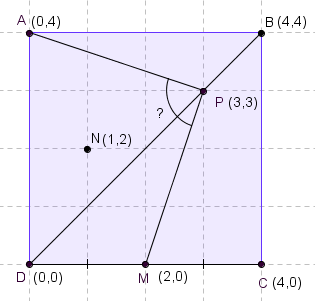 A (0,4)
B (4,4)
P (3,3)
?
N(1,2)
D (0,0)
M (2,0)
C (4,0)